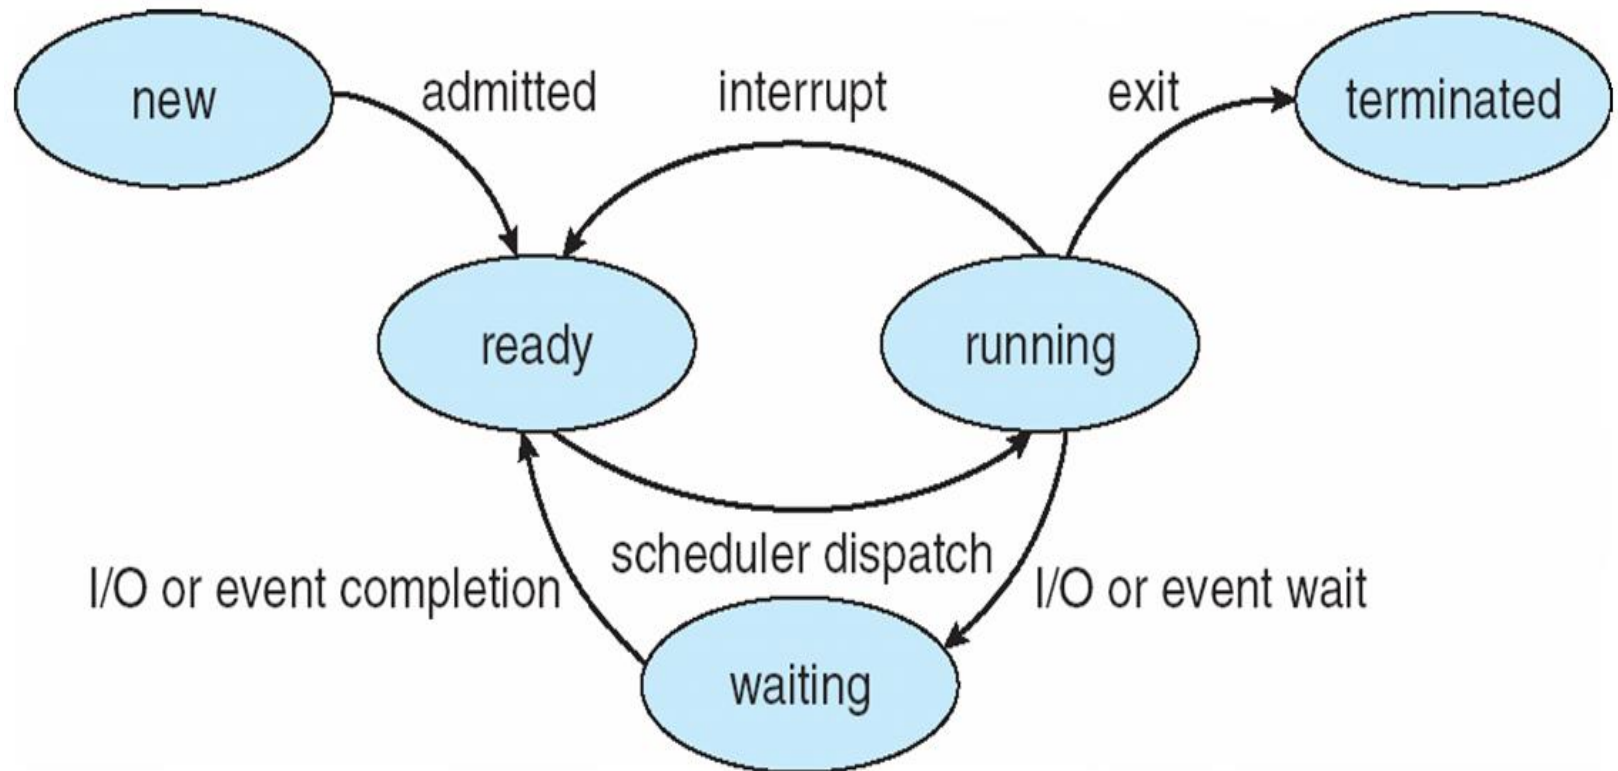 new
admitted
interrupt
exit
terminated
ready
running
scheduler dispatch
I/O or event completion
I/O or event wait
waiting